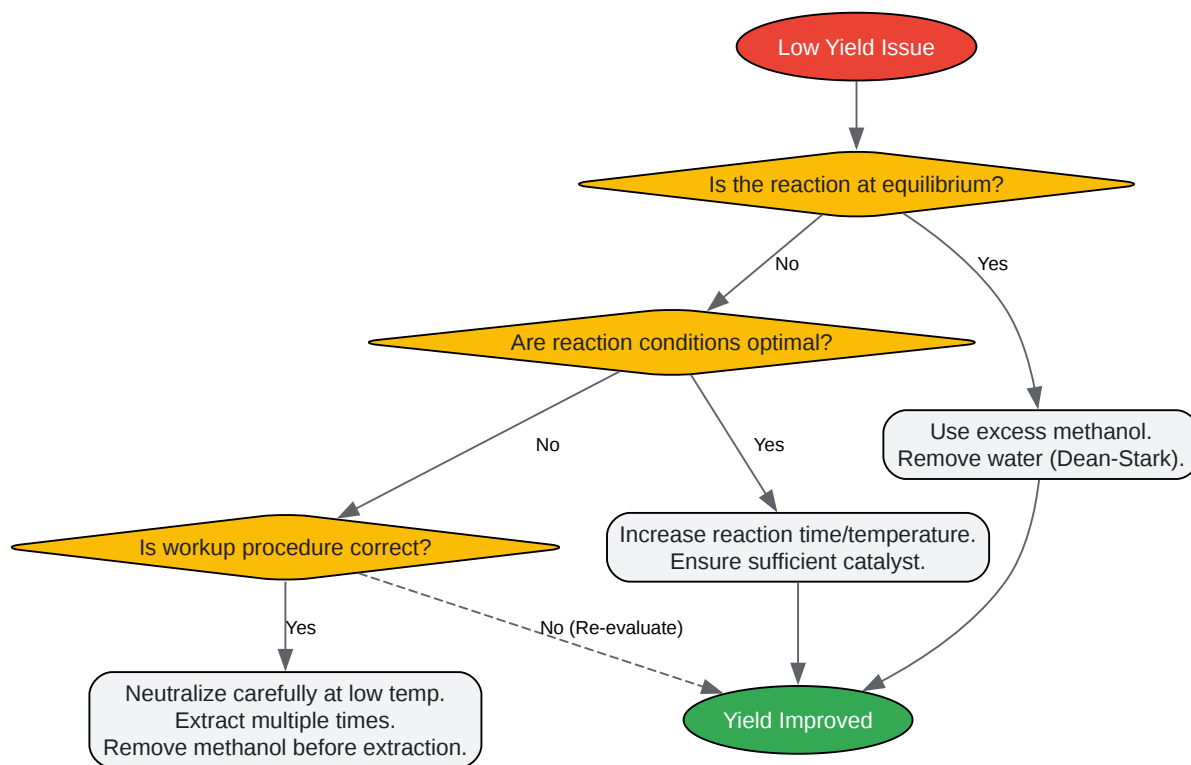 Low Yield Issue
Is the reaction at equilibrium?
No
Yes
Are reaction conditions optimal?
No
Yes
Use excess methanol.
Remove water (Dean-Stark).
Is workup procedure correct?
Increase reaction time/temperature.
Ensure sufficient catalyst.
Yes
No (Re-evaluate)
Neutralize carefully at low temp.
Extract multiple times.
Remove methanol before extraction.
Yield Improved